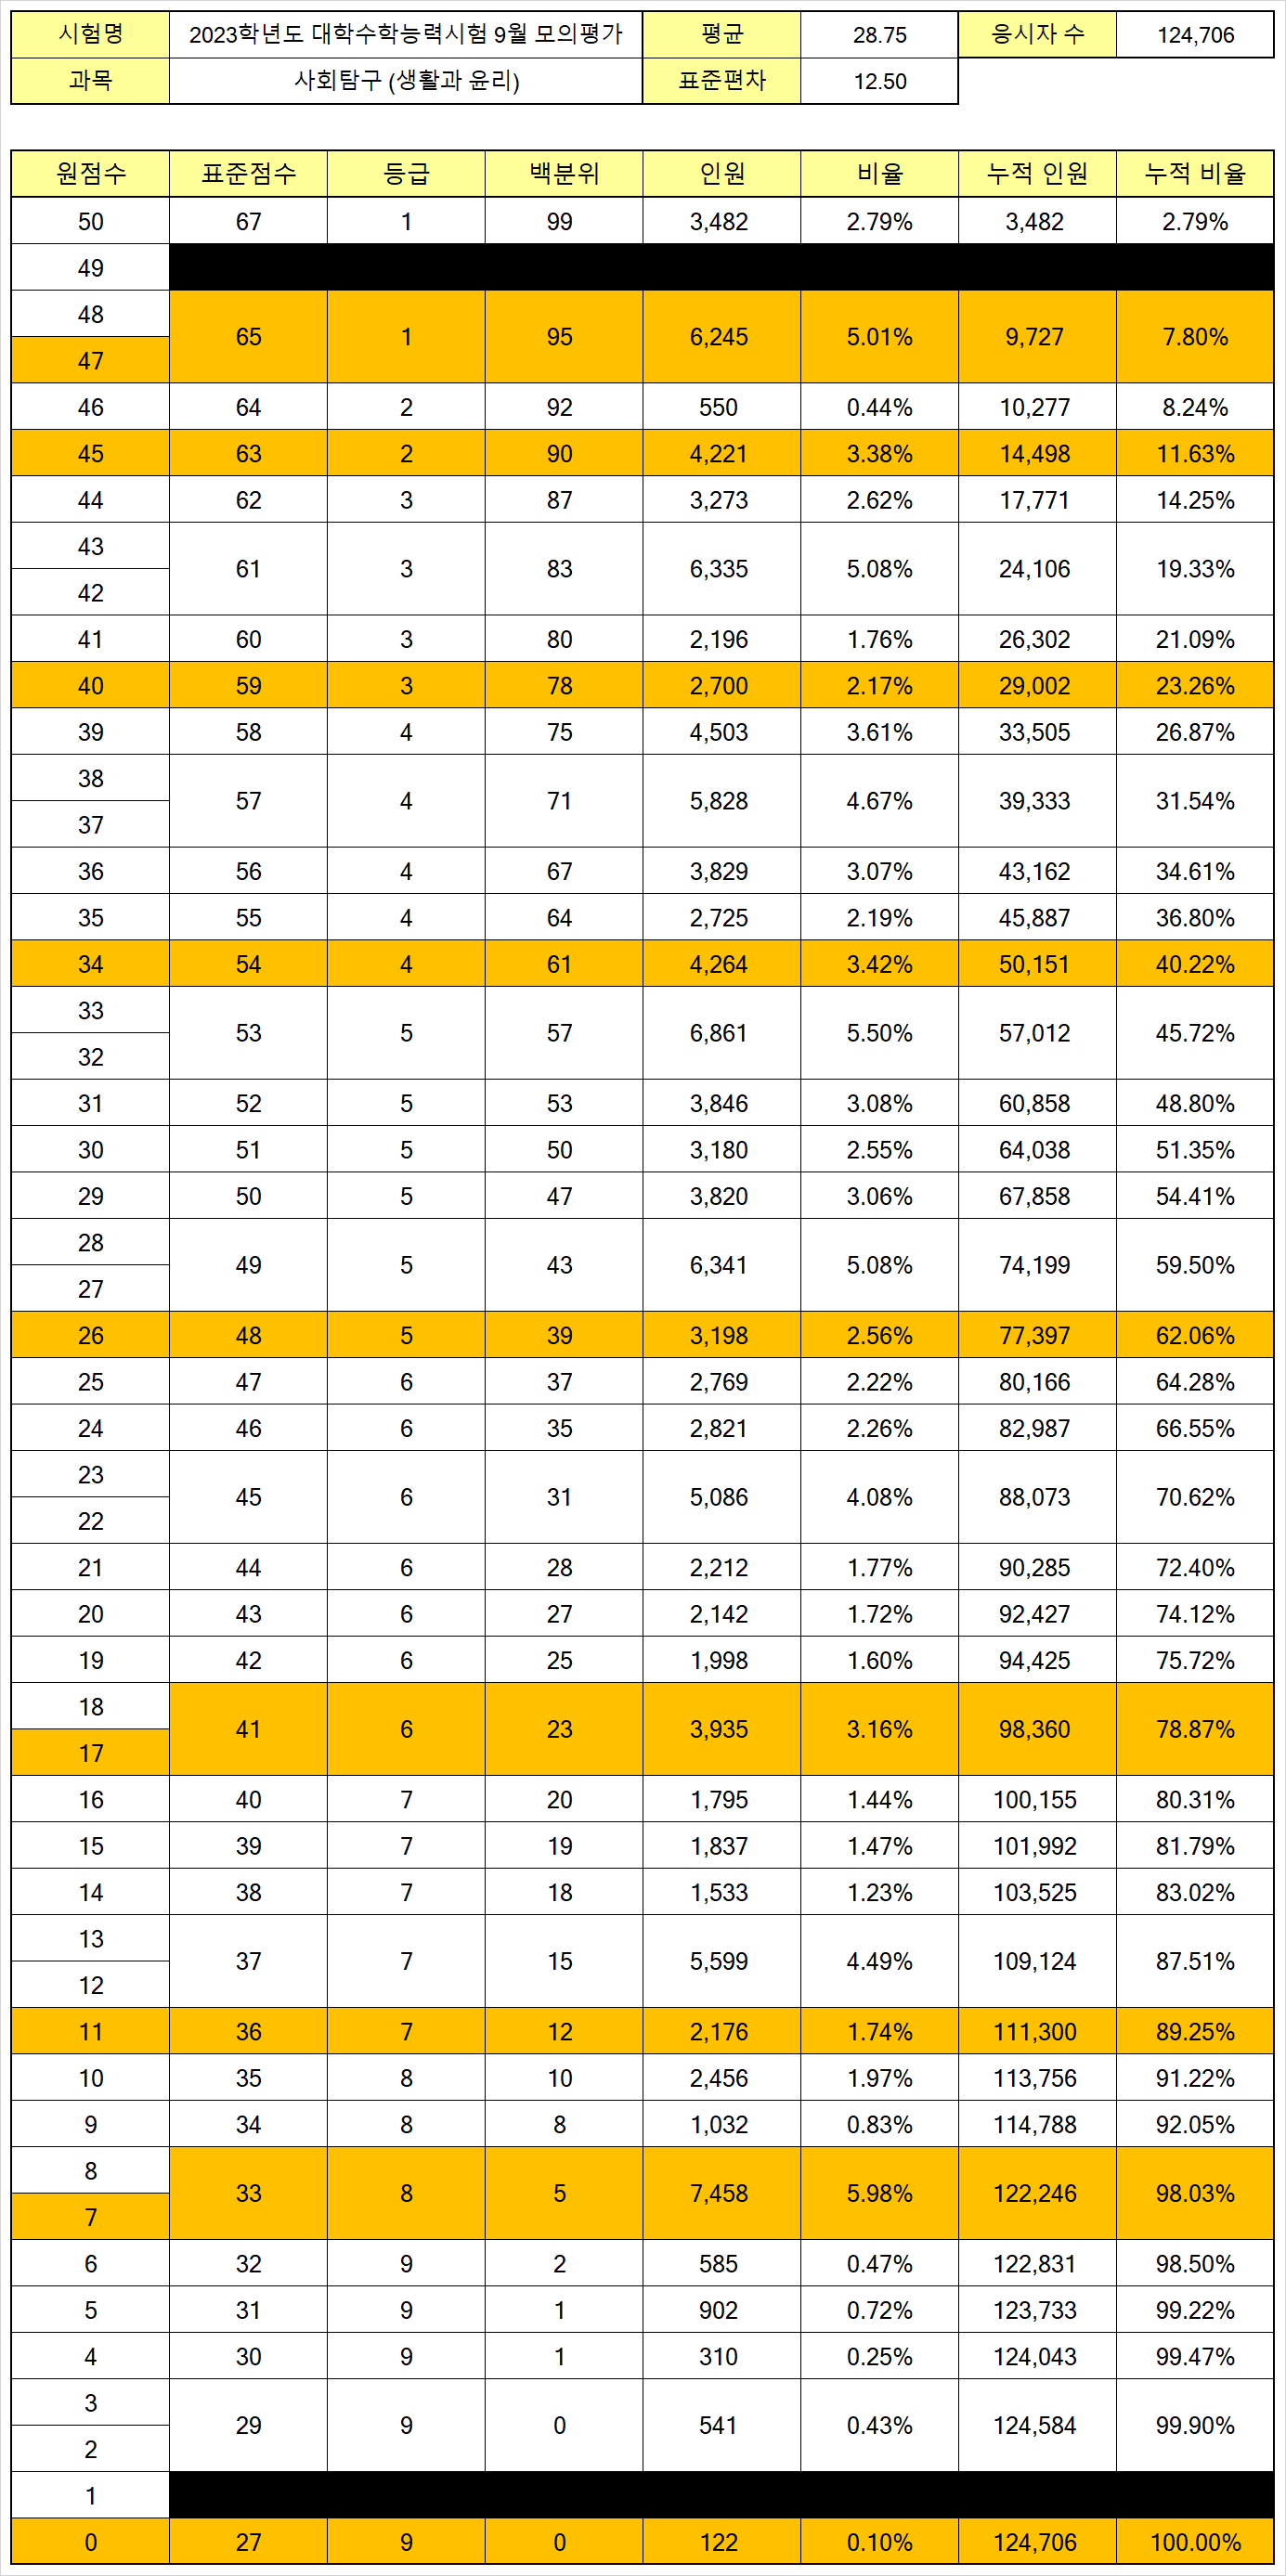 시험명 2023학년도 대학수학능력시험 9월 모의평가 평균 28.75 응시자 수 124,706
과목 사회탐구 (생활과 윤리) 표준편차 12.50
원점수 표준점수 등급 백분위 인원 비율 누적 인원 누적 비율
50 67 1 99 3,482 2.79% 3,482 2.79%
49
48
65 1 95 6,245 5.01% 9,727 7.80%
47
46 64 2 92 550 0.44% 10,277 8.24%
45 63 2 90 4,221 3.38% 14,498 11.63%
44 62 3 87 3,273 2.62% 17,771 14.25%
43
61 3 83 6,335 5.08% 24,106 19.33%
42
41 60 3 80 2,196 1.76% 26,302 21.09%
40 59 3 78 2,700 2.17% 29,002 23.26%
39 58 4 75 4,503 3.61% 33,505 26.87%
38
57 4 71 5,828 4.67% 39,333 31.54%
37
36 56 4 67 3,829 3.07% 43,162 34.61%
35 55 4 64 2,725 2.19% 45,887 36.80%
34 54 4 61 4,264 3.42% 50,151 40.22%
33
53 5 57 6,861 5.50% 57,012 45.72%
32
31 52 5 53 3,846 3.08% 60,858 48.80%
30 51 5 50 3,180 2.55% 64,038 51.35%
29 50 5 47 3,820 3.06% 67,858 54.41%
28
49 5 43 6,341 5.08% 74,199 59.50%
27
26 48 5 39 3,198 2.56% 77,397 62.06%
25 47 6 37 2,769 2.22% 80,166 64.28%
24 46 6 35 2,821 2.26% 82,987 66.55%
23
45 6 31 5,086 4.08% 88,073 70.62%
22
21 44 6 28 2,212 1.77% 90,285 72.40%
20 43 6 27 2,142 1.72% 92,427 74.12%
19 42 6 25 1,998 1.60% 94,425 75.72%
18
41 6 23 3,935 3.16% 98,360 78.87%
17
16 40 7 20 1,795 1.44% 100,155 80.31%
15 39 7 19 1,837 1.47% 101,992 81.79%
14 38 7 18 1,533 1.23% 103,525 83.02%
13
37 7 15 5,599 4.49% 109,124 87.51%
12
11 36 7 12 2,176 1.74% 111,300 89.25%
10 35 8 10 2,456 1.97% 113,756 91.22%
9 34 8 8 1,032 0.83% 114,788 92.05%
8
33 8 5 7,458 5.98% 122,246 98.03%
7
6 32 9 2 585 0.47% 122,831 98.50%
5 31 9 1 902 0.72% 123,733 99.22%
4 30 9 1 310 0.25% 124,043 99.47%
3
29 9 0 541 0.43% 124,584 99.90%
2
1
0 27 9 0 122 0.10% 124,706 100.00%